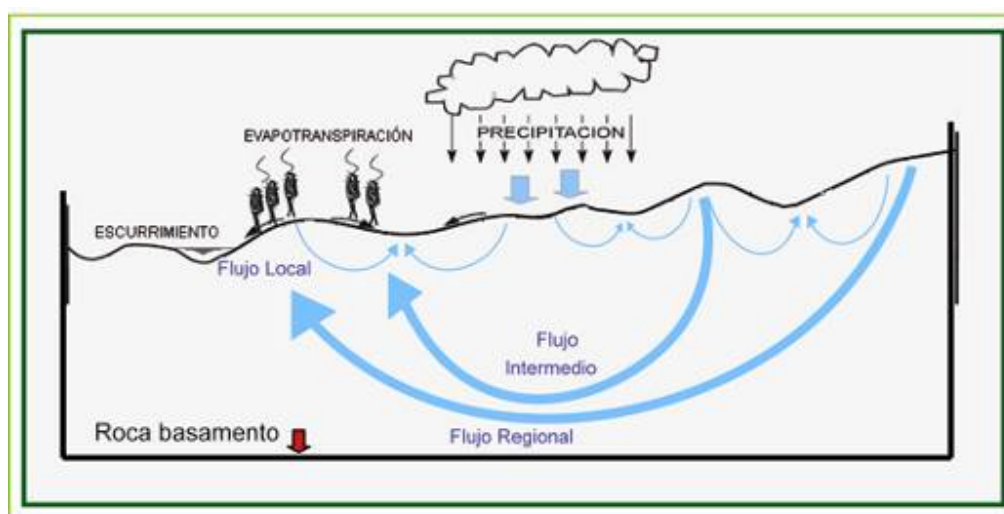 EVAPOTRANSPIRACIÓN
PRECIPITACION
ESCURRIMIENTO
Flujo Local
Flujo
Intermedio
Flujo Regional
Roca basamento